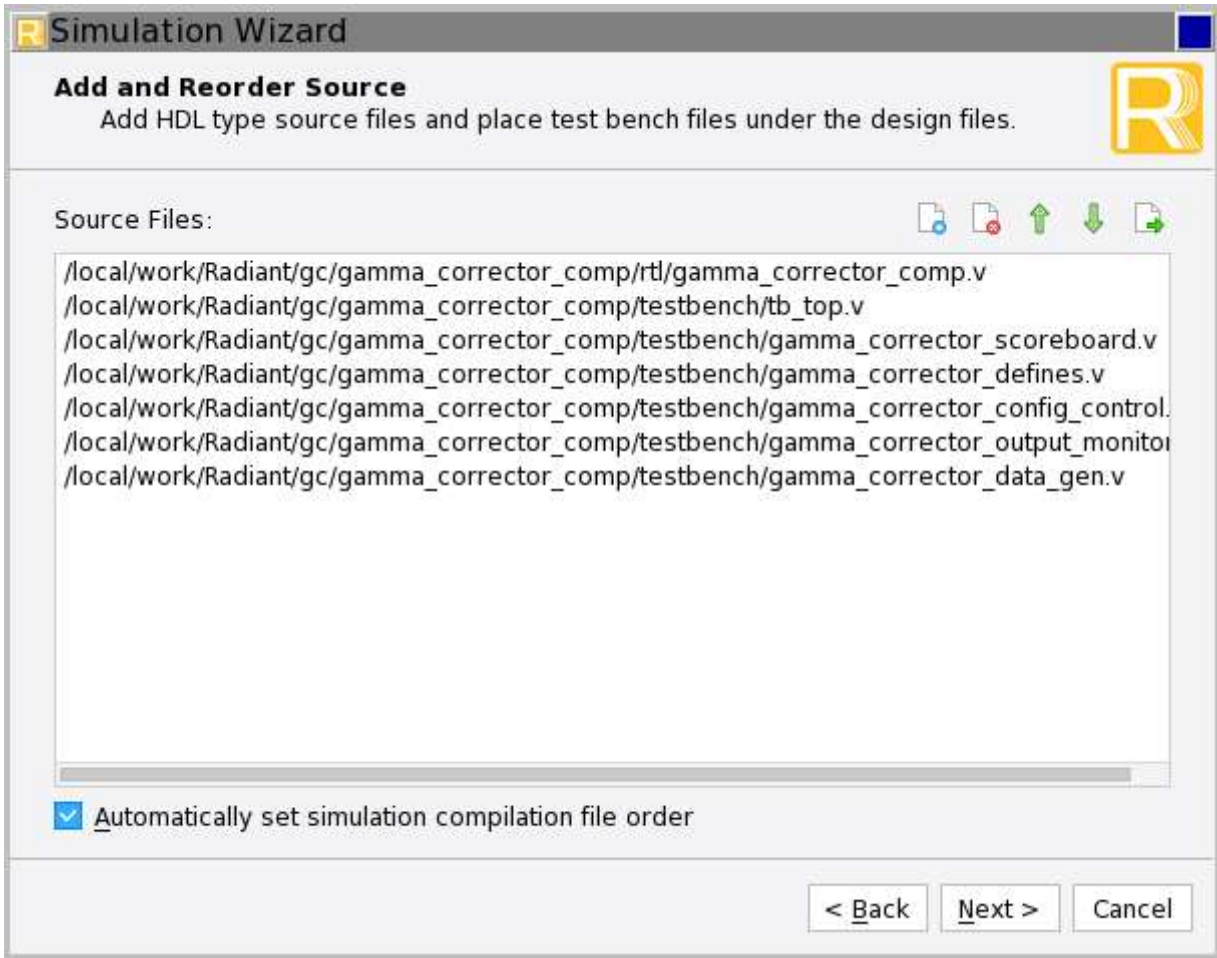 Simulation Wizard
Add and Reorder Source
Add HDL type source files and place test bench files under the design files.
Source Files:
/local/work/Radiant/gc/gamma_corrector_comp/rtl/gamma_corrector_comp.v
/local/work/Radiant/gc/gamma_corrector_comp/testbench/tb_top.v
/local/work/Radiant/gc/gamma_corrector_comp/testbench/gamma_corrector_scoreboard.v
/local/work/Radiant/gc/gamma_corrector_comp/testbench/gamma_corrector_defines.v
/local/work/Radiant/gc/gamma_corrector_comp/testbench/gamma_corrector_config_control.
/local/work/Radiant/gc/gamma_corrector_comp/testbench/gamma_corrector_output_monitor
/local/work/Radiant/gc/gamma_corrector_comp/testbench/gamma_corrector_data_gen.v
Automatically set simulation compilation file order
< Back Next > Cancel